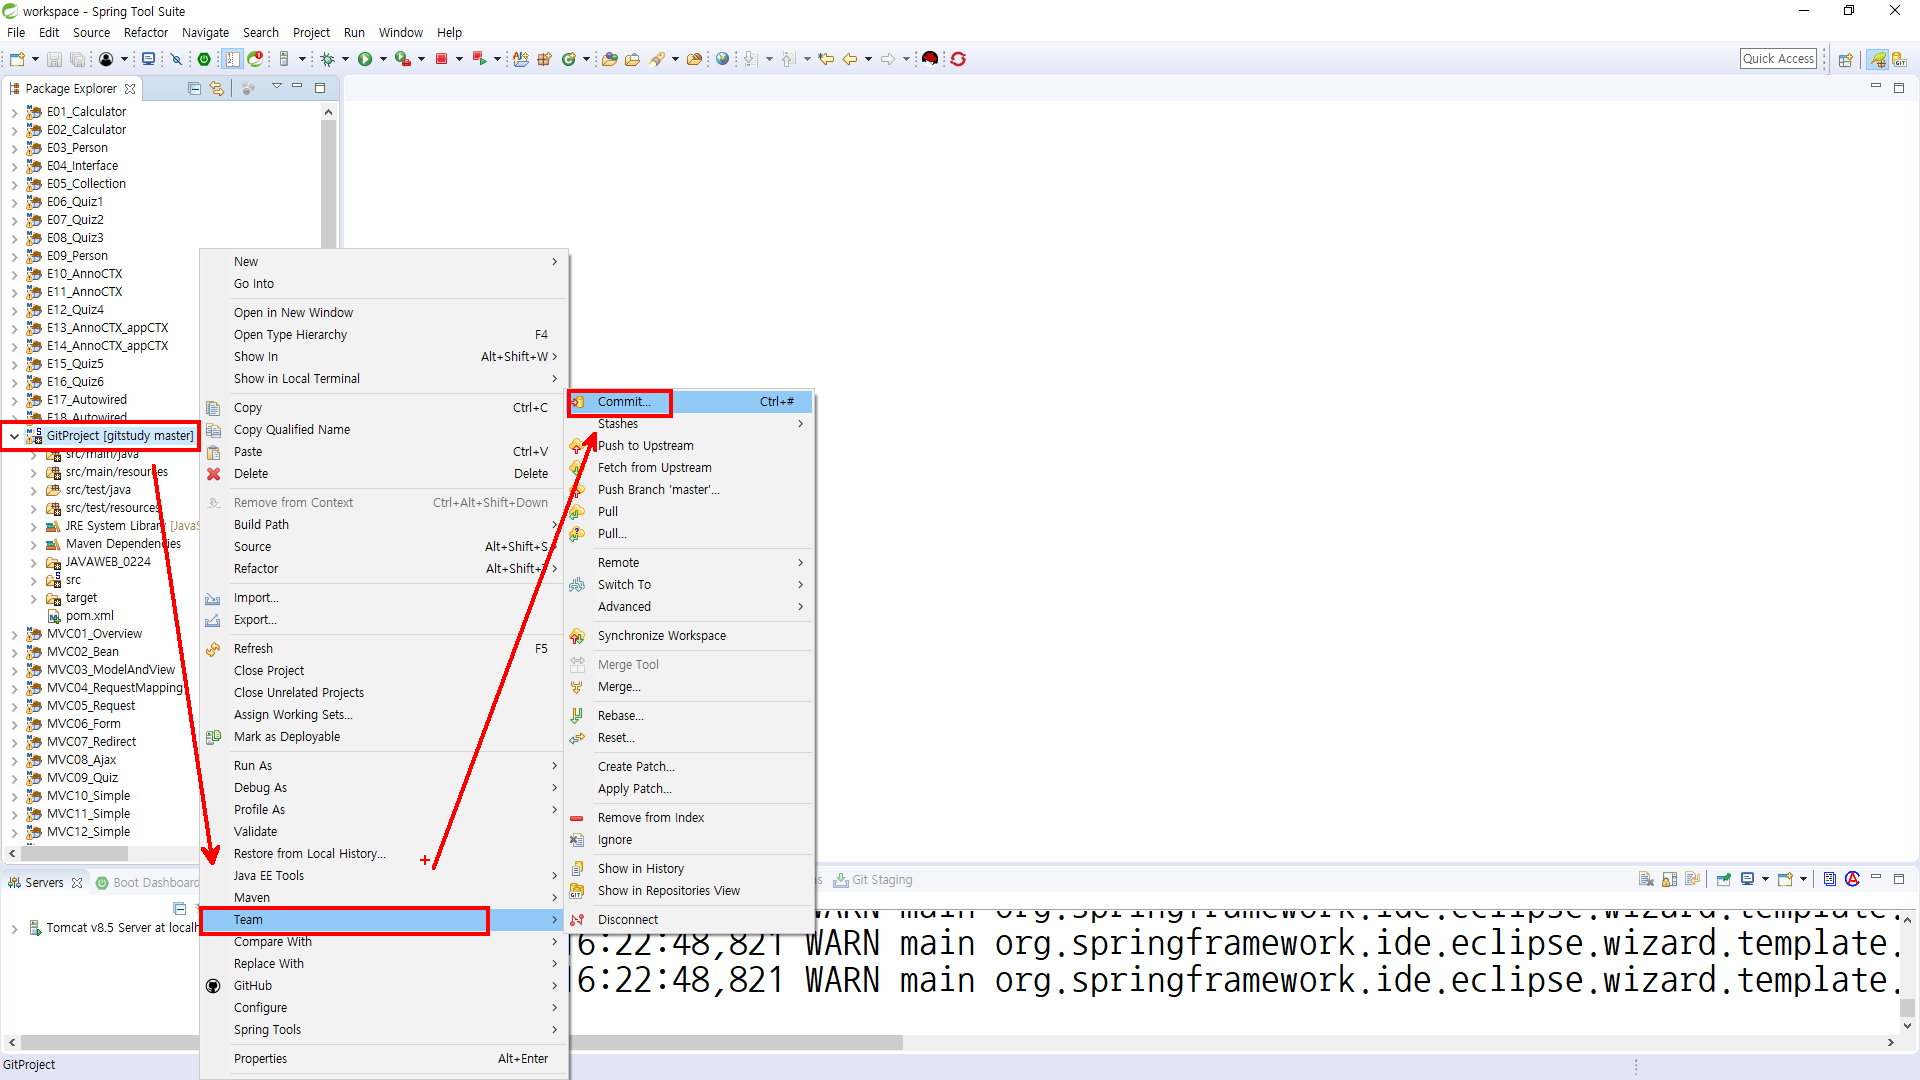 workspace - Spring Tool Suite
File Edit Source Refactor Navigate Search Project Run Window Help
Quick Access
Package Explorer
E01_Calculator
E02_Calculator
E03_Person
E04_Interface
E05_Collection
E06_Quiz1
E07_Quiz2
E08_Quiz3
E09_Person
E10_AnnoCTX
E11_AnnoCTX
E12_Quiz4
E13_AnnoCTX_appCTX
E14_AnnoCTX_appCTX
E15_Quiz5
E16_Quiz6
E17_Autowired
E18_Autowired
GitProject [gitstudy master]
src/main/java
src/main/resources
src/test/java
src/test/resources
JRE System Library [JavaS
Maven Dependencies
JAVAWEB_0224
src
target
pom.xml
MVC01_Overview
MVC02_Bean
MVC03_ModelAndView
MVC04_RequestMapping
MVC05_Request
MVC06_Form
MVC07_Redirect
MVC08_Ajax
MVC09_Quiz
MVC10_Simple
MVC11_Simple
MVC12_Simple
New
Go Into
Open in New Window
Open Type Hierarchy F4
Show In Alt+Shift+W
Show in Local Terminal
Copy Ctrl+C
Copy Qualified Name
Paste Ctrl+V
Delete Delete
Remove from Context Ctrl+Alt+Shift+Down
Build Path
Source Alt+Shift+S
Refactor Alt+Shift+T
Import...
Export...
Refresh F5
Close Project
Close Unrelated Projects
Assign Working Sets...
Mark as Deployable
Run As
Debug As
Profile As
Validate
Restore from Local History...
Java EE Tools
Maven
Team
Compare With
Replace With
GitHub
Configure
Spring Tools
Properties Alt+Enter
Commit... Ctrl+#
Stashes
Push to Upstream
Fetch from Upstream
Push Branch 'master'...
Pull
Pull...
Remote
Switch To
Advanced
Synchronize Workspace
Merge Tool
Merge...
Rebase...
Reset...
Create Patch...
Apply Patch...
Remove from Index
Ignore
Show in History
Show in Repositories View
Disconnect
Servers Boot Dashboard
Git Staging
Tomcat v8.5 Server at localh
WARN main org.springframework.ide.eclipse.wizard.template.
16:22:48,821 WARN main org.springframework.ide.eclipse.wizard.template.
16:22:48,821 WARN main org.springframework.ide.eclipse.wizard.template.
GitProject